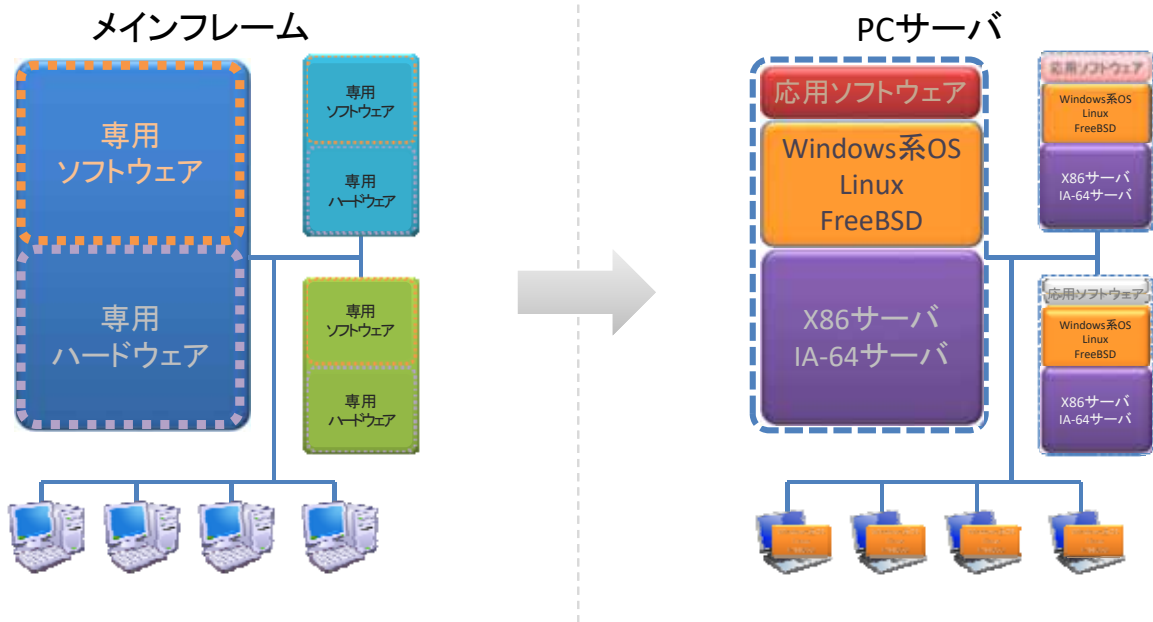 メインフレーム
専用
ソフトウェア
専用
ハードウェア
専用
ソフトウェア
専用
ハードウェア
専用
ソフトウェア
専用
ハードウェア
PCサーバ
応用ソフトウェア
Windows系OS
Linux
FreeBSD
X86サーバ
IA-64サーバ
応用ソフトウェア
Windows系OS
Linux
FreeBSD
X86サーバ
IA-64サーバ
応用ソフトウェア
Windows系OS
Linux
FreeBSD
X86サーバ
IA-64サーバ